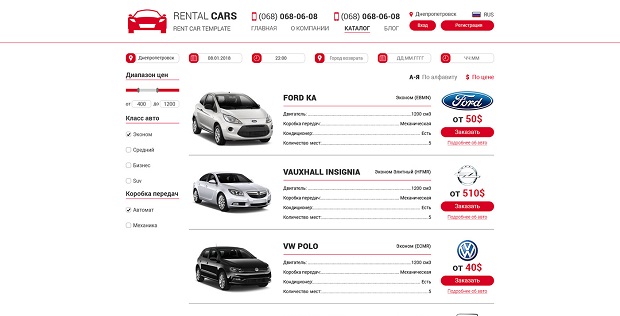 RENTAL CARS
RENT CAR TEMPLATE
(068) 068-06-08
(068) 068-06-08
Днепропетровск
RUS
ГЛАВНАЯ
О КОМПАНИИ
КАТАЛОГ
БЛОГ
Вход
Регистрация
Днепропетровск
08.01.2018
22:00
Город возврата
ДД.ММ.ГГГГ
ЧЧ:ММ
Диапазон цен
от 400 до 1200
Класс авто
Эконом
Средний
Бизнес
Suv
Коробка передач
Автомат
Механика
А-Я По алфавиту
$ По цене
FORD KA
Эконом (EBMN)
Двигатель: 1200 см3
Коробка передач: Механическая
Кондиционер: Есть
Количество мест: 5
Ford
от 50$
Заказать
Подробнее об авто
VAUXHALL INSIGNIA
Эконом Элитный (HFMR)
Двигатель: 1200 см3
Коробка передач: Механическая
Кондиционер: Есть
Количество мест: 5
от 510$
Заказать
Подробнее об авто
VW POLO
Эконом (ECMR)
Двигатель: 1200 см3
Коробка передач: Механическая
Кондиционер: Есть
Количество мест: 5
от 40$
Заказать
Подробнее об авто